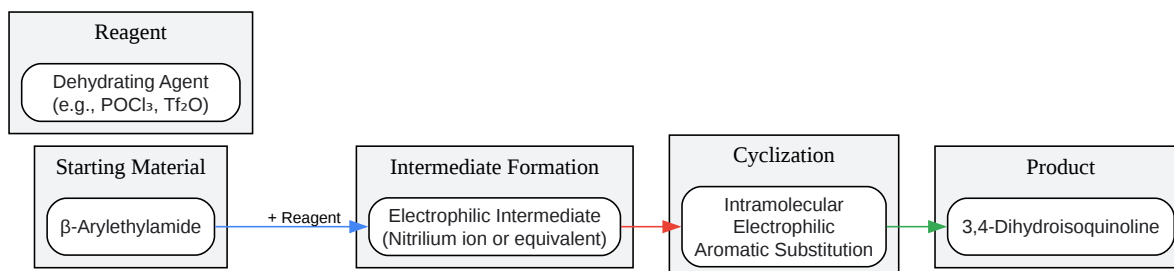 Reagent
Dehydrating Agent
(e.g., POCl₃, Tf₂O)
Starting Material
β-Arylethylamide
+ Reagent
Intermediate Formation
Electrophilic Intermediate
(Nitrilium ion or equivalent)
Cyclization
Intramolecular
Electrophilic
Aromatic Substitution
Product
3,4-Dihydroisoquinoline